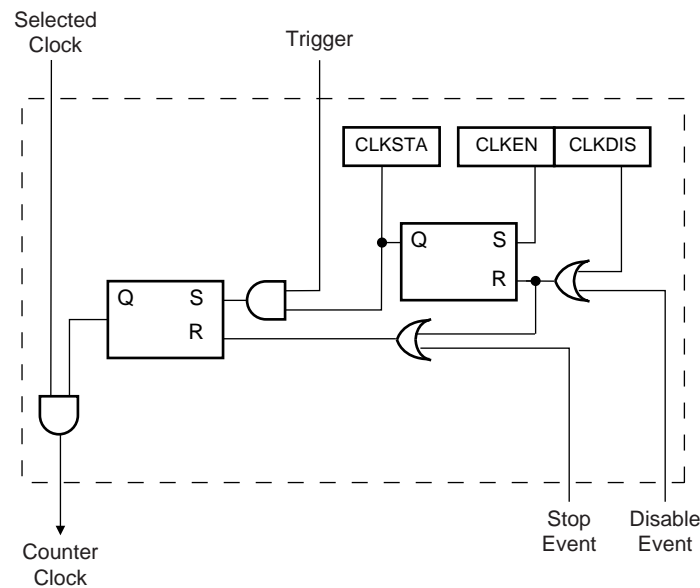 Selected
Clock
Trigger
CLKSTA
CLKEN
CLKDIS
Q
S
R
Q
S
R
Stop
Event
Disable
Event
Counter
Clock